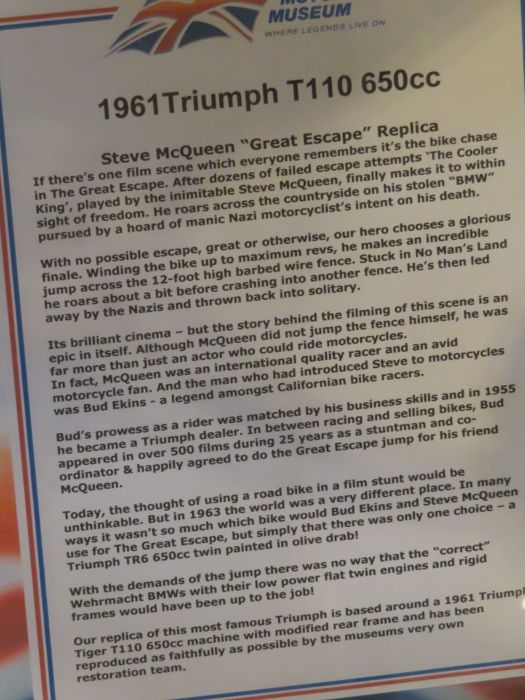 MUSEUM
WHERE LEGENDS LIVE ON
1961Triumph T110 650cc
Steve McQueen “Great Escape” Replica
If there’s one film scene which everyone remembers it’s the bike chase
in The Great Escape. After dozens of failed escape attempts ‘The Cooler
King’, played by the inimitable Steve McQueen, finally makes it to within
sight of freedom. He roars across the countryside on his stolen “BMW”
pursued by a hoard of manic Nazi motorcyclist’s intent on his death.
With no possible escape, great or otherwise, our hero chooses a glorious
finale. Winding the bike up to maximum revs, he makes an incredible
jump across the 12-foot high barbed wire fence. Stuck in No Man’s Land
he roars about a bit before crashing into another fence. He’s then led
away by the Nazis and thrown back into solitary.
Its brilliant cinema – but the story behind the filming of this scene is an
epic in itself. Although McQueen did not jump the fence himself, he was
far more than just an actor who could ride motorcycles.
In fact, McQueen was an international quality racer and an avid
motorcycle fan. And the man who had introduced Steve to motorcycles
was Bud Ekins - a legend amongst Californian bike racers.
Bud’s prowess as a rider was matched by his business skills and in 1955
he became a Triumph dealer. In between racing and selling bikes, Bud
appeared in over 500 films during 25 years as a stuntman and co-
ordinator & happily agreed to do the Great Escape jump for his friend
McQueen.
Today, the thought of using a road bike in a film stunt would be
unthinkable. But in 1963 the world was a very different place. In many
ways it wasn’t so much which bike would Bud Ekins and Steve McQueen
use for The Great Escape, but simply that there was only one choice – a
Triumph TR6 650cc twin painted in olive drab!
With the demands of the jump there was no way that the “correct”
Wehrmacht BMWs with their low power flat twin engines and rigid
frames would have been up to the job!
Our replica of this most famous Triumph is based around a 1961 Triumph
Tiger T110 650cc machine with modified rear frame and has been
reproduced as faithfully as possible by the museums very own
restoration team.